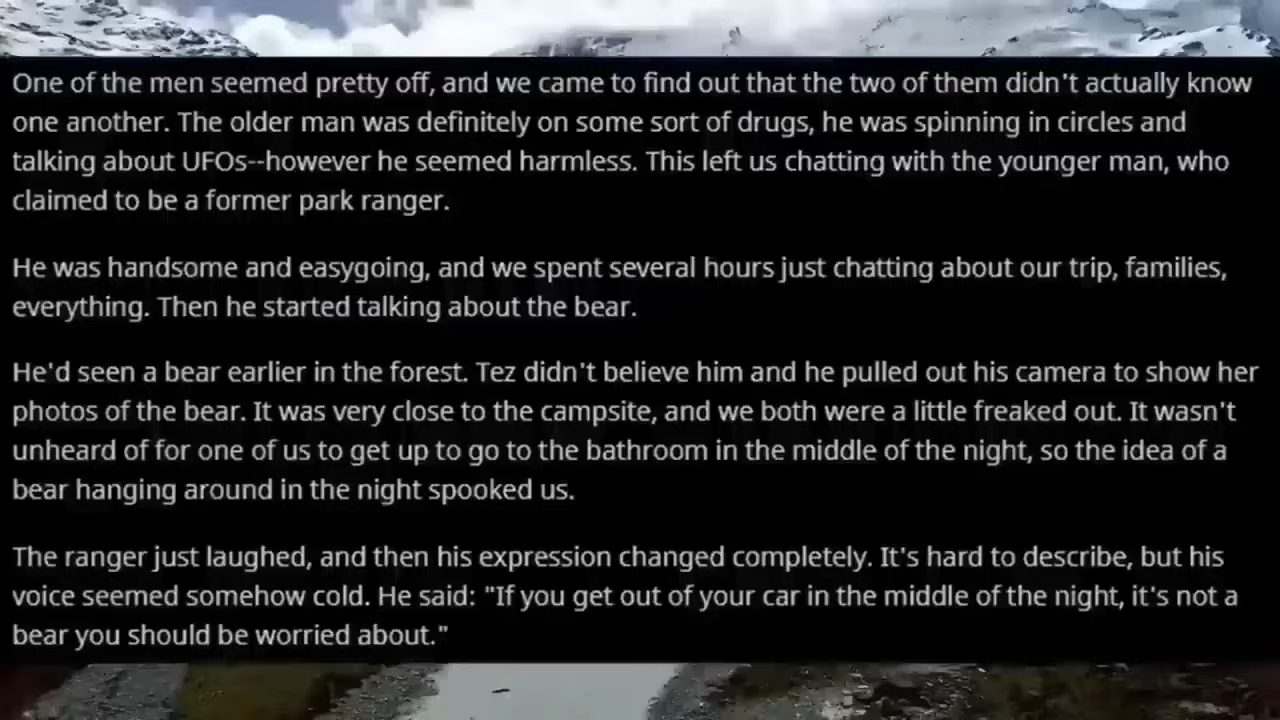 One of the men seemed pretty off, and we came to find out that the two of them didn't actually know
one another. The older man was definitely on some sort of drugs, he was spinning in circles and
talking about UFOs--however he seemed harmless. This left us chatting with the younger man, who
claimed to be a former park ranger.
He was handsome and easygoing, and we spent several hours just chatting about our trip, families,
everything. Then he started talking about the bear.
He'd seen a bear earlier in the forest. Tez didn't believe him and he pulled out his camera to show her
photos of the bear. It was very close to the campsite, and we both were a little freaked out. It wasn't
unheard of for one of us to get up to go to the bathroom in the middle of the night, so the idea of a
bear hanging around in the night spooked us.
The ranger just laughed, and then his expression changed completely. It's hard to describe, but his
voice seemed somehow cold. He said: "If you get out of your car in the middle of the night, it's not a
bear you should be worried about."